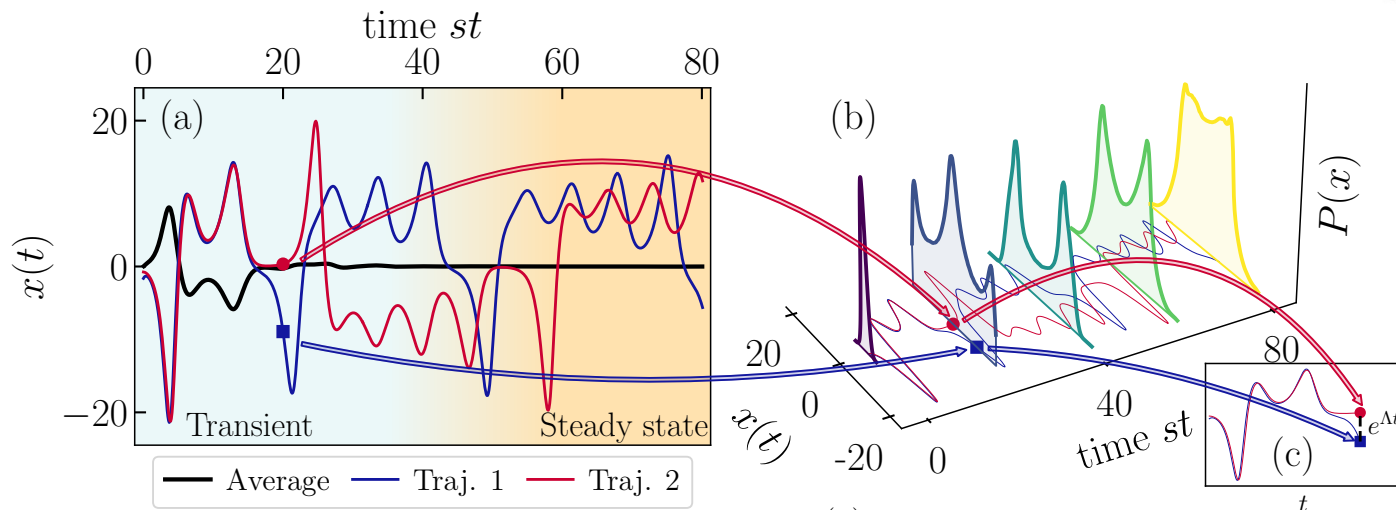 time st
0 20 40 60 80
(a)
20
0
−20
x(t)
Transient
Steady state
Average
Traj. 1
Traj. 2
(b)
P(x)
20
0
-20
x(t)
0
40
80
time st
(c)
e^{Λt}
t